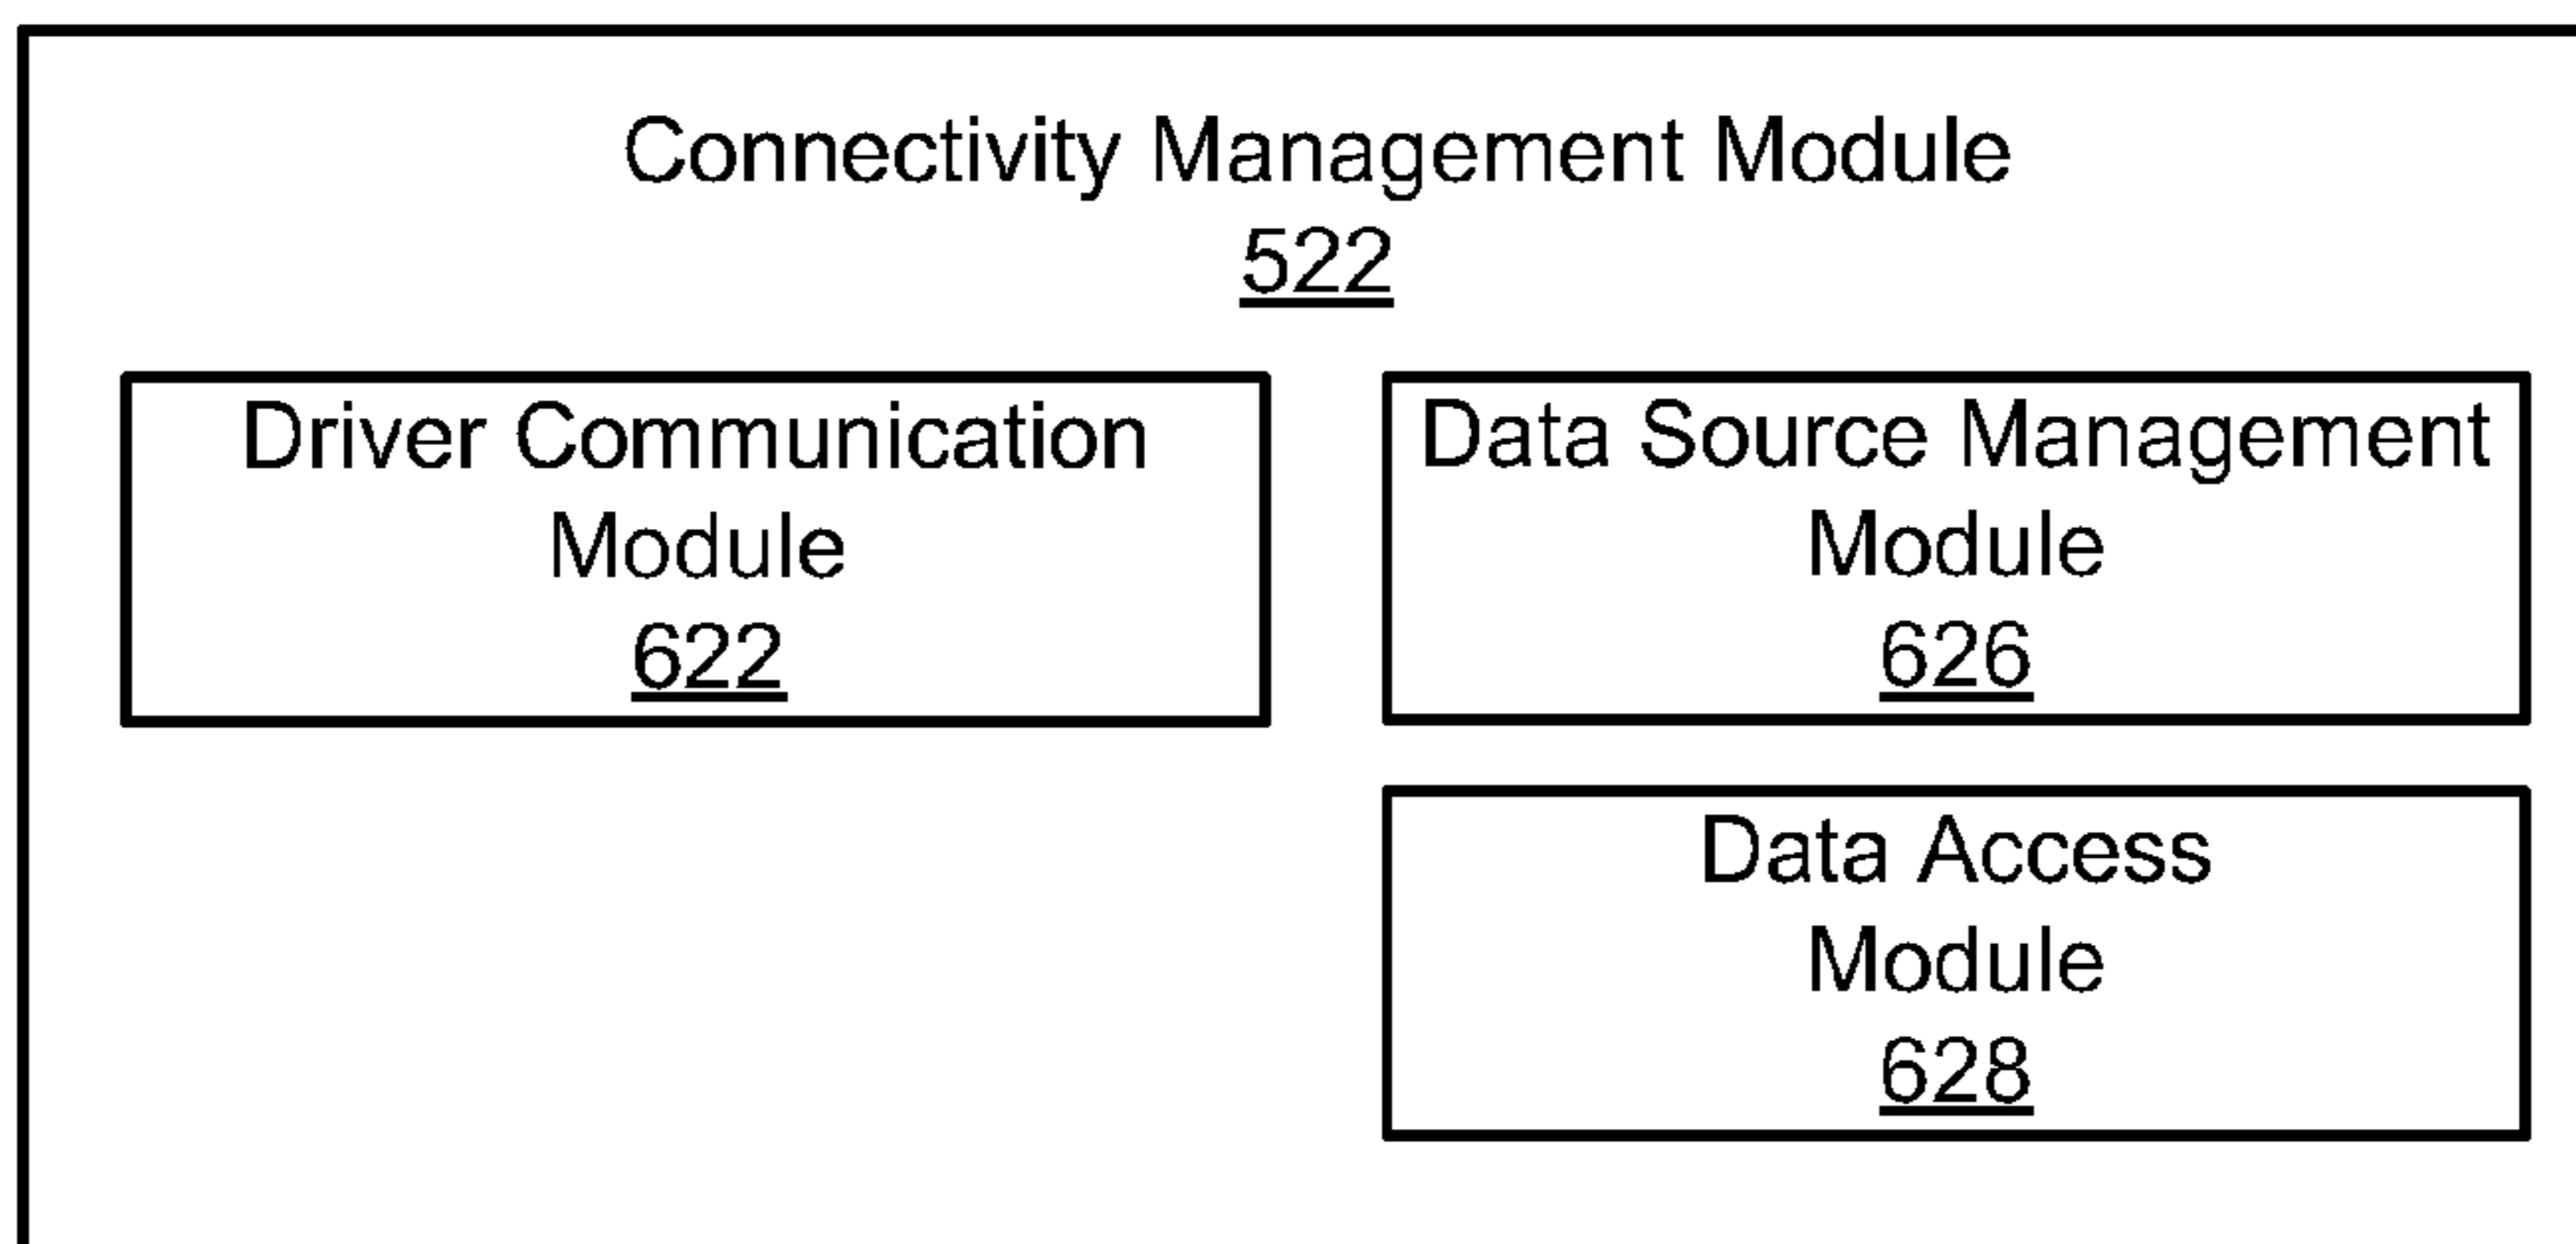 Connectivity Management Module
522
Driver Communication
Module
622
Data Source Management
Module
626
Data Access
Module
628